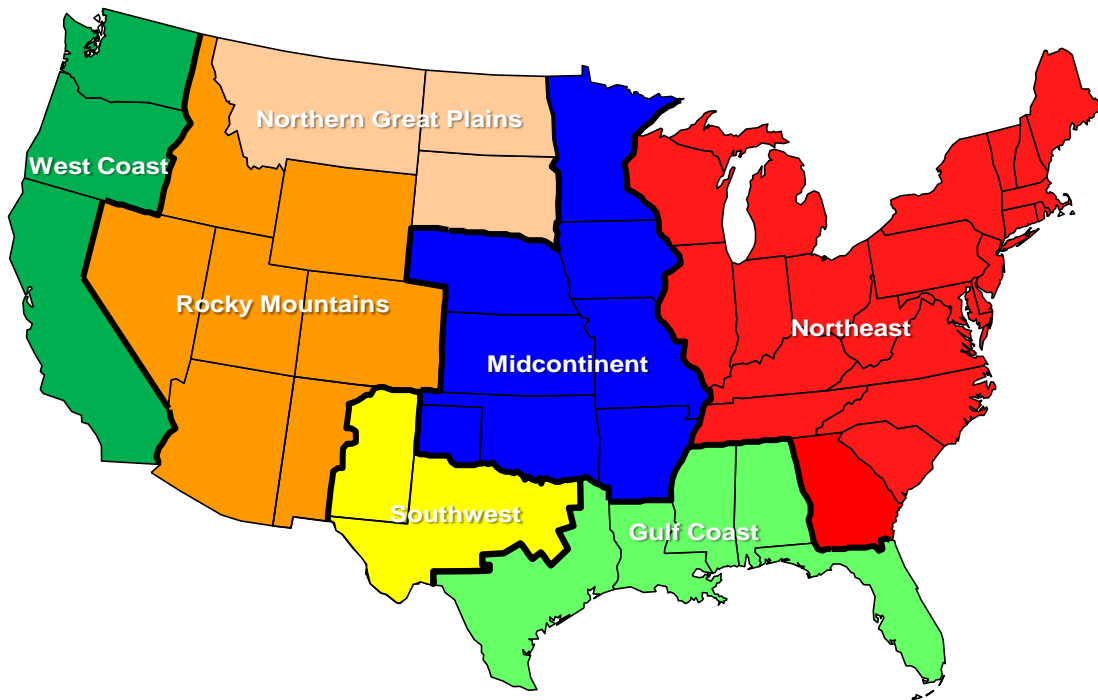 Northern Great Plains
West Coast
Rocky Mountains
Northeast
Midcontinent
Southwest
Gulf Coast